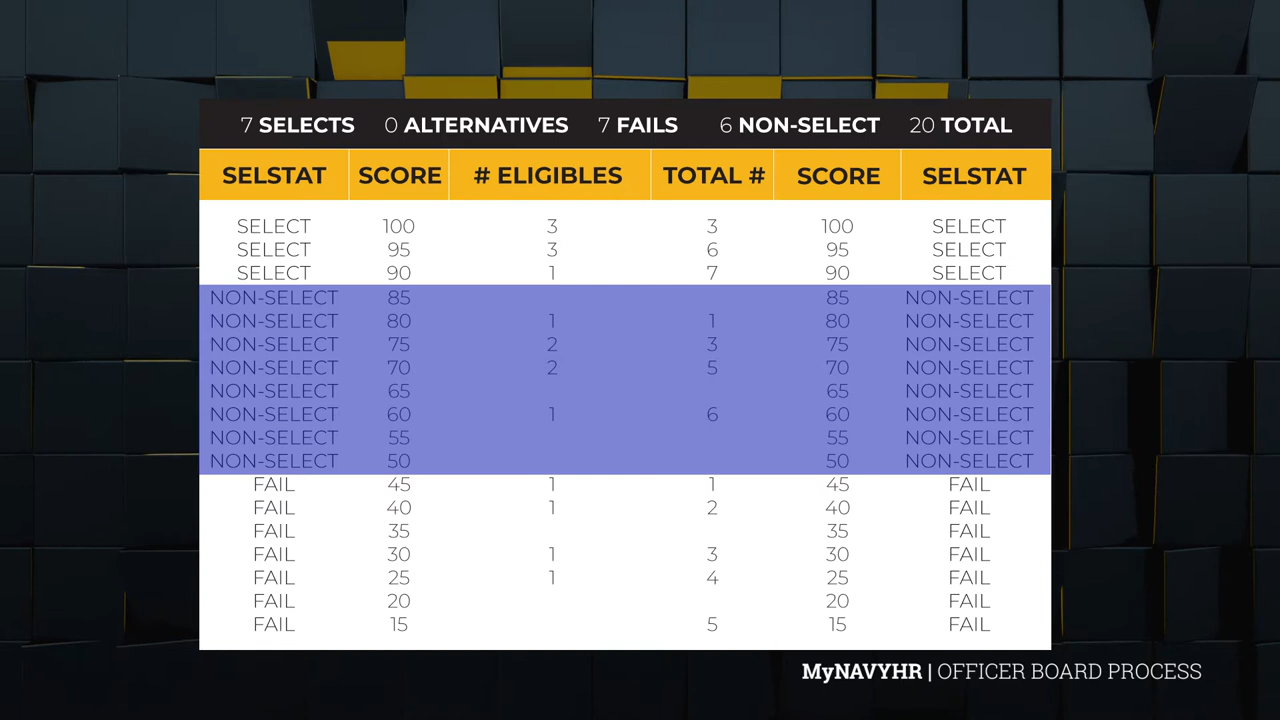 7 SELECTS 0 ALTERNATIVES 7 FAILS 6 NON-SELECT 20 TOTAL
SELSTAT SCORE # ELIGIBLES TOTAL # SCORE SELSTAT
SELECT 100 3 3 100 SELECT
SELECT 95 3 6 95 SELECT
SELECT 90 1 7 90 SELECT
NON-SELECT 85 85 NON-SELECT
NON-SELECT 80 1 1 80 NON-SELECT
NON-SELECT 75 2 3 75 NON-SELECT
NON-SELECT 70 2 5 70 NON-SELECT
NON-SELECT 65 65 NON-SELECT
NON-SELECT 60 1 6 60 NON-SELECT
NON-SELECT 55 55 NON-SELECT
NON-SELECT 50 50 NON-SELECT
FAIL 45 1 1 45 FAIL
FAIL 40 1 2 40 FAIL
FAIL 35 35 FAIL
FAIL 30 1 3 30 FAIL
FAIL 25 1 4 25 FAIL
FAIL 20 20 FAIL
FAIL 15 5 15 FAIL
MyNAVYHR | OFFICER BOARD PROCESS